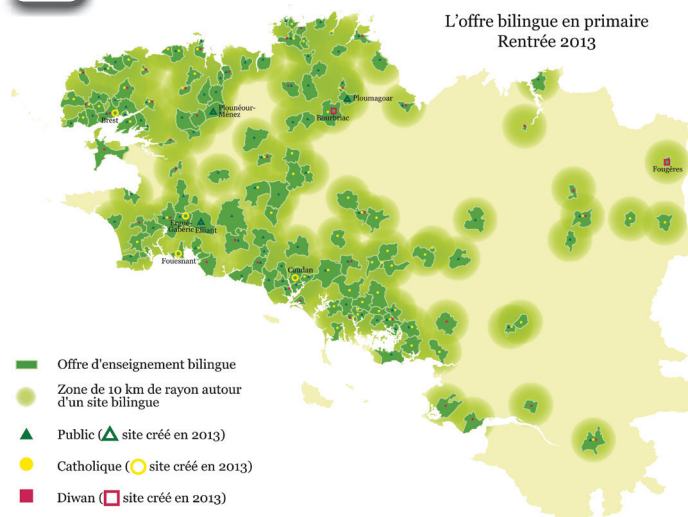 L'offre bilingue en primaire
Rentrée 2013
Plounéour-
Ménez
Ploumagoar
Bourbriac
Brest
Fougères
Ergué-
Gabéric
Elliant
Fouesnant
Caudan
Offre d'enseignement bilingue
Zone de 10 km de rayon autour
d'un site bilingue
Public ( site créé en 2013)
Catholique ( site créé en 2013)
Diwan ( site créé en 2013)